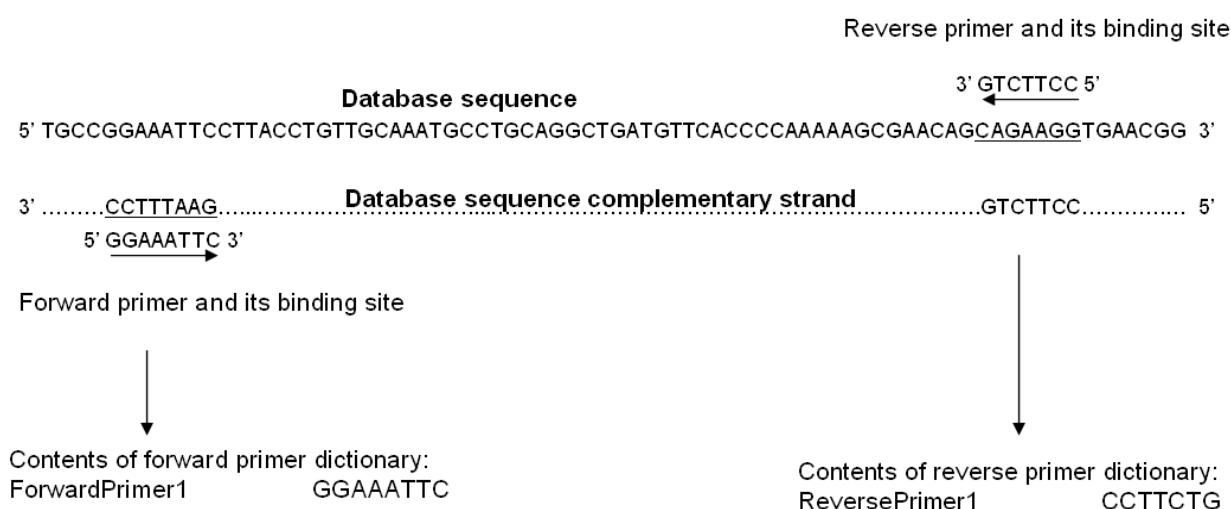 Reverse primer and its binding site
3’ GTCTTCC 5’
Database sequence
5’ TGCCGGAAATTCCTTACCTGTTGCAAATGCCTGCAGGCTGATGTTCACCCCAAAAAGCGAACAGCAGAAGGTGAACGG 3’
3’ ………CCTTTAAG……………Database sequence complementary strand……………GTCTTCC…………… 5’
5’ GGAAATTC 3’
Forward primer and its binding site
Contents of forward primer dictionary:
ForwardPrimer1 GGAAATTC
Contents of reverse primer dictionary:
ReversePrimer1 CCTTCTG